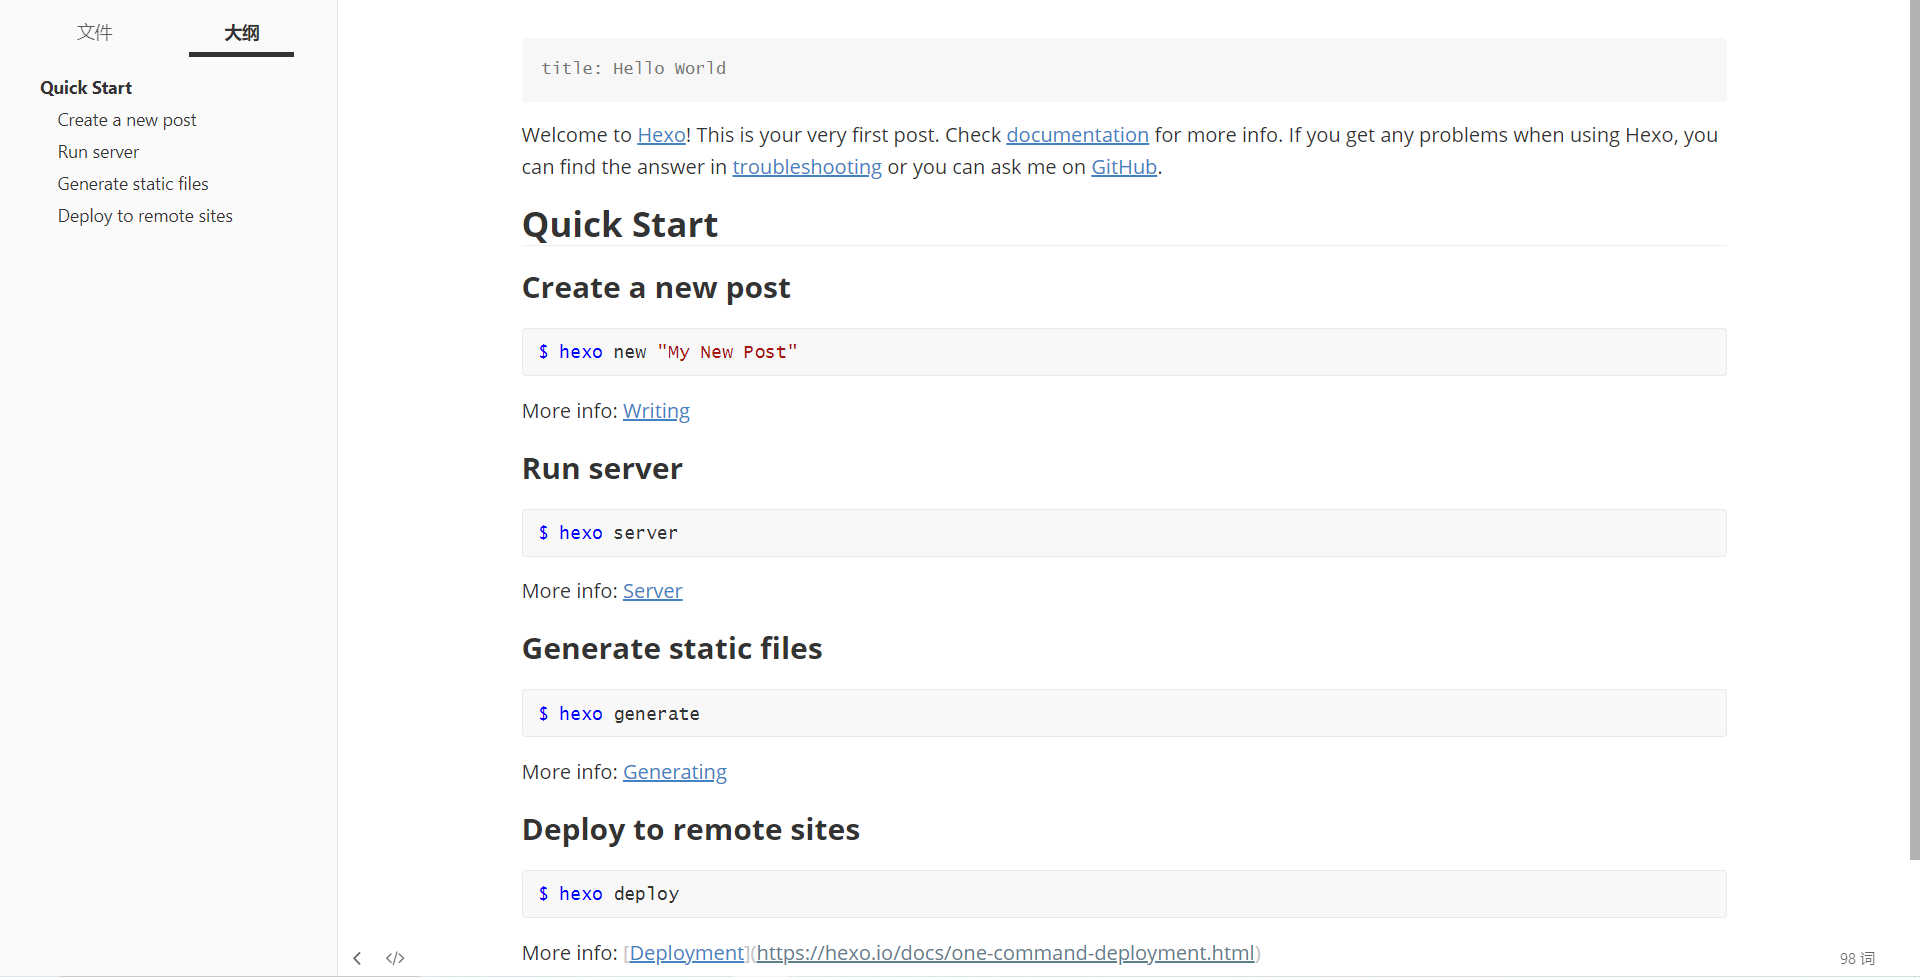 文件 大纲
Quick Start
Create a new post
Run server
Generate static files
Deploy to remote sites
title: Hello World
Welcome to Hexo! This is your very first post. Check documentation for more info. If you get any problems when using Hexo, you
can find the answer in troubleshooting or you can ask me on GitHub.
Quick Start
Create a new post
$ hexo new "My New Post"
More info: Writing
Run server
$ hexo server
More info: Server
Generate static files
$ hexo generate
More info: Generating
Deploy to remote sites
$ hexo deploy
More info: [Deployment](https://hexo.io/docs/one-command-deployment.html)
98 词